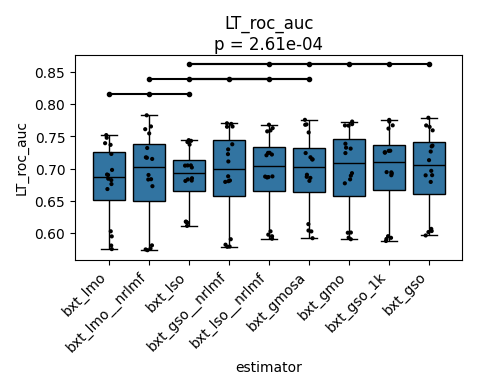 LT_roc_auc
p = 2.61e-04
LT_roc_auc
0.85
0.80
0.75
0.70
0.65
0.60
bxt_lmo
bxt_lmo__nrlmf
bxt_lso
bxt_gso__nrlmf
bxt_lso__nrlmf
bxt_gmosa
bxt_gmo
bxt_gso_1k
bxt_gso
estimator